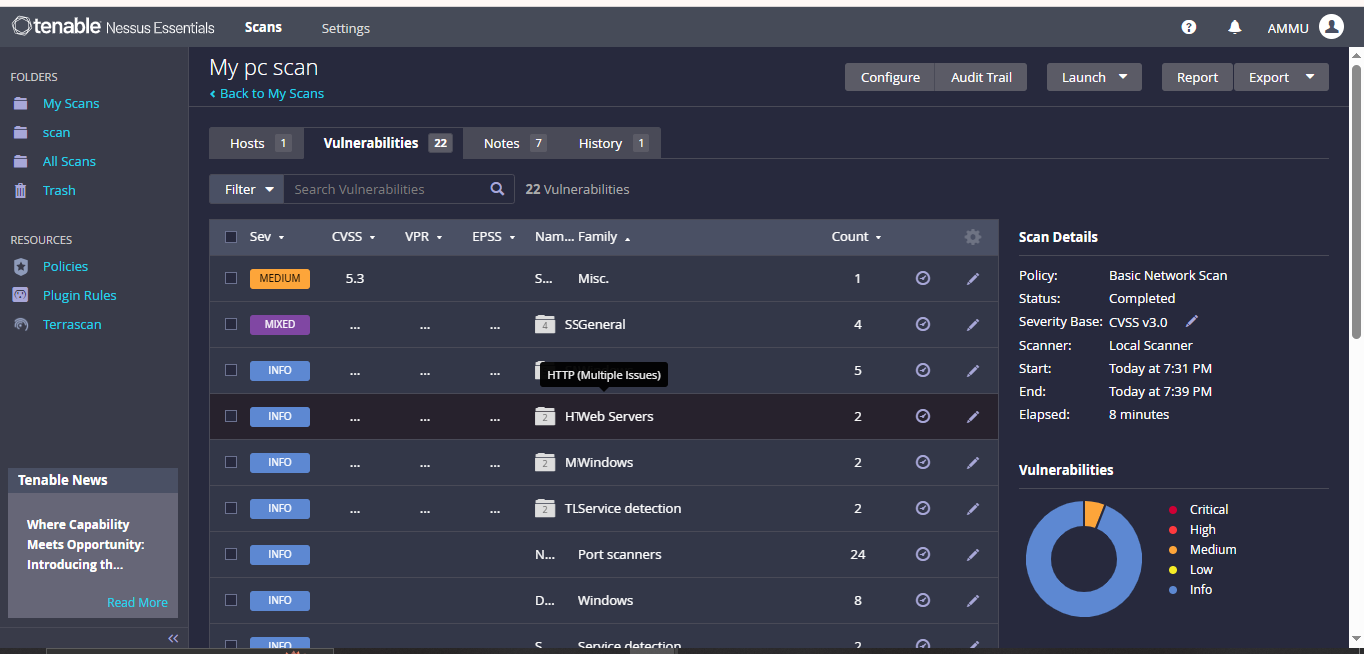 tenable Nessus Essentials Scans Settings ? AMMU
FOLDERS
My Scans
scan
All Scans
Trash
RESOURCES
Policies
Plugin Rules
Terrascan
Tenable News
Where Capability
Meets Opportunity:
Introducing th...
Read More
My pc scan
Back to My Scans
Configure Audit Trail Launch Report Export
Hosts 1 Vulnerabilities 22 Notes 7 History 1
Filter Search Vulnerabilities 22 Vulnerabilities
Sev CVSS VPR EPSS Nam... Family Count
MEDIUM 5.3 S... Misc. 1
MIXED ... ... ... 4 SSGeneral 4
INFO ... ... ... 5
HTTP (Multiple Issues)
INFO ... ... ... 2 HTWeb Servers 2
INFO ... ... ... 2 MWindows 2
INFO ... ... ... 2 TLService detection 2
INFO N... Port scanners 24
INFO D... Windows 8
INFO S... Service detection 2
Scan Details
Policy: Basic Network Scan
Status: Completed
Severity Base: CVSS v3.0
Scanner: Local Scanner
Start: Today at 7:31 PM
End: Today at 7:39 PM
Elapsed: 8 minutes
Vulnerabilities
Critical
High
Medium
Low
Info